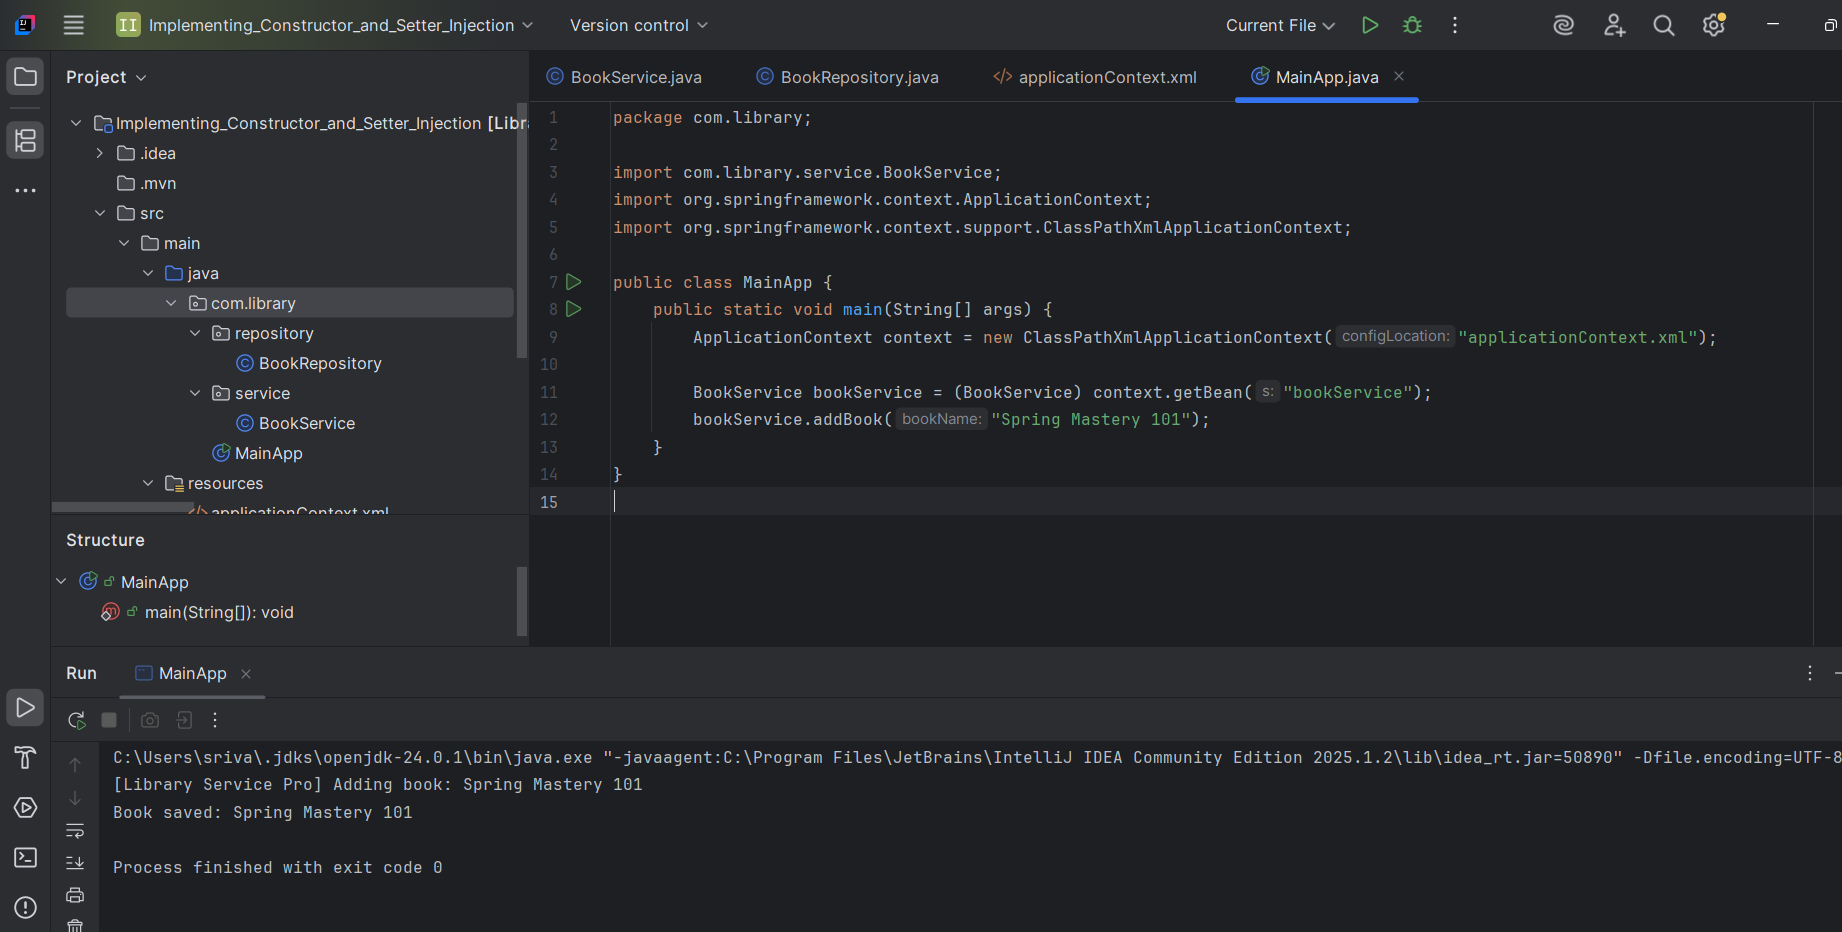 II Implementing_Constructor_and_Setter_Injection Version control Current File
Project
Implementing_Constructor_and_Setter_Injection [Libr
.idea
.mvn
src
main
java
com.library
repository
BookRepository
service
BookService
MainApp
resources
applicationContext.xml
Structure
MainApp
main(String[]): void
BookService.java BookRepository.java applicationContext.xml MainApp.java
1 package com.library;
2
3 import com.library.service.BookService;
4 import org.springframework.context.ApplicationContext;
5 import org.springframework.context.support.ClassPathXmlApplicationContext;
6
7 public class MainApp {
8 public static void main(String[] args) {
9 ApplicationContext context = new ClassPathXmlApplicationContext( configLocation: "applicationContext.xml");
10
11 BookService bookService = (BookService) context.getBean( s: "bookService");
12 bookService.addBook( bookName: "Spring Mastery 101");
13 }
14 }
15
Run MainApp
C:\Users\sriva\.jdks\openjdk-24.0.1\bin\java.exe "-javaagent:C:\Program Files\JetBrains\IntelliJ IDEA Community Edition 2025.1.2\lib\idea_rt.jar=50890" -Dfile.encoding=UTF-8
[Library Service Pro] Adding book: Spring Mastery 101
Book saved: Spring Mastery 101
Process finished with exit code 0